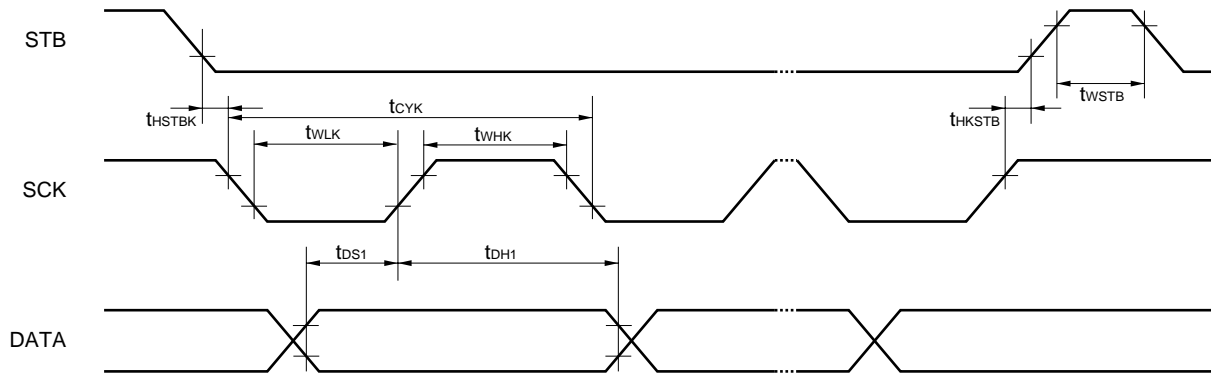 STB
tHSTBK
tCYK
tHKSTB
tWSTB
tWLK
tWHK
SCK
tDS1
tDH1
DATA